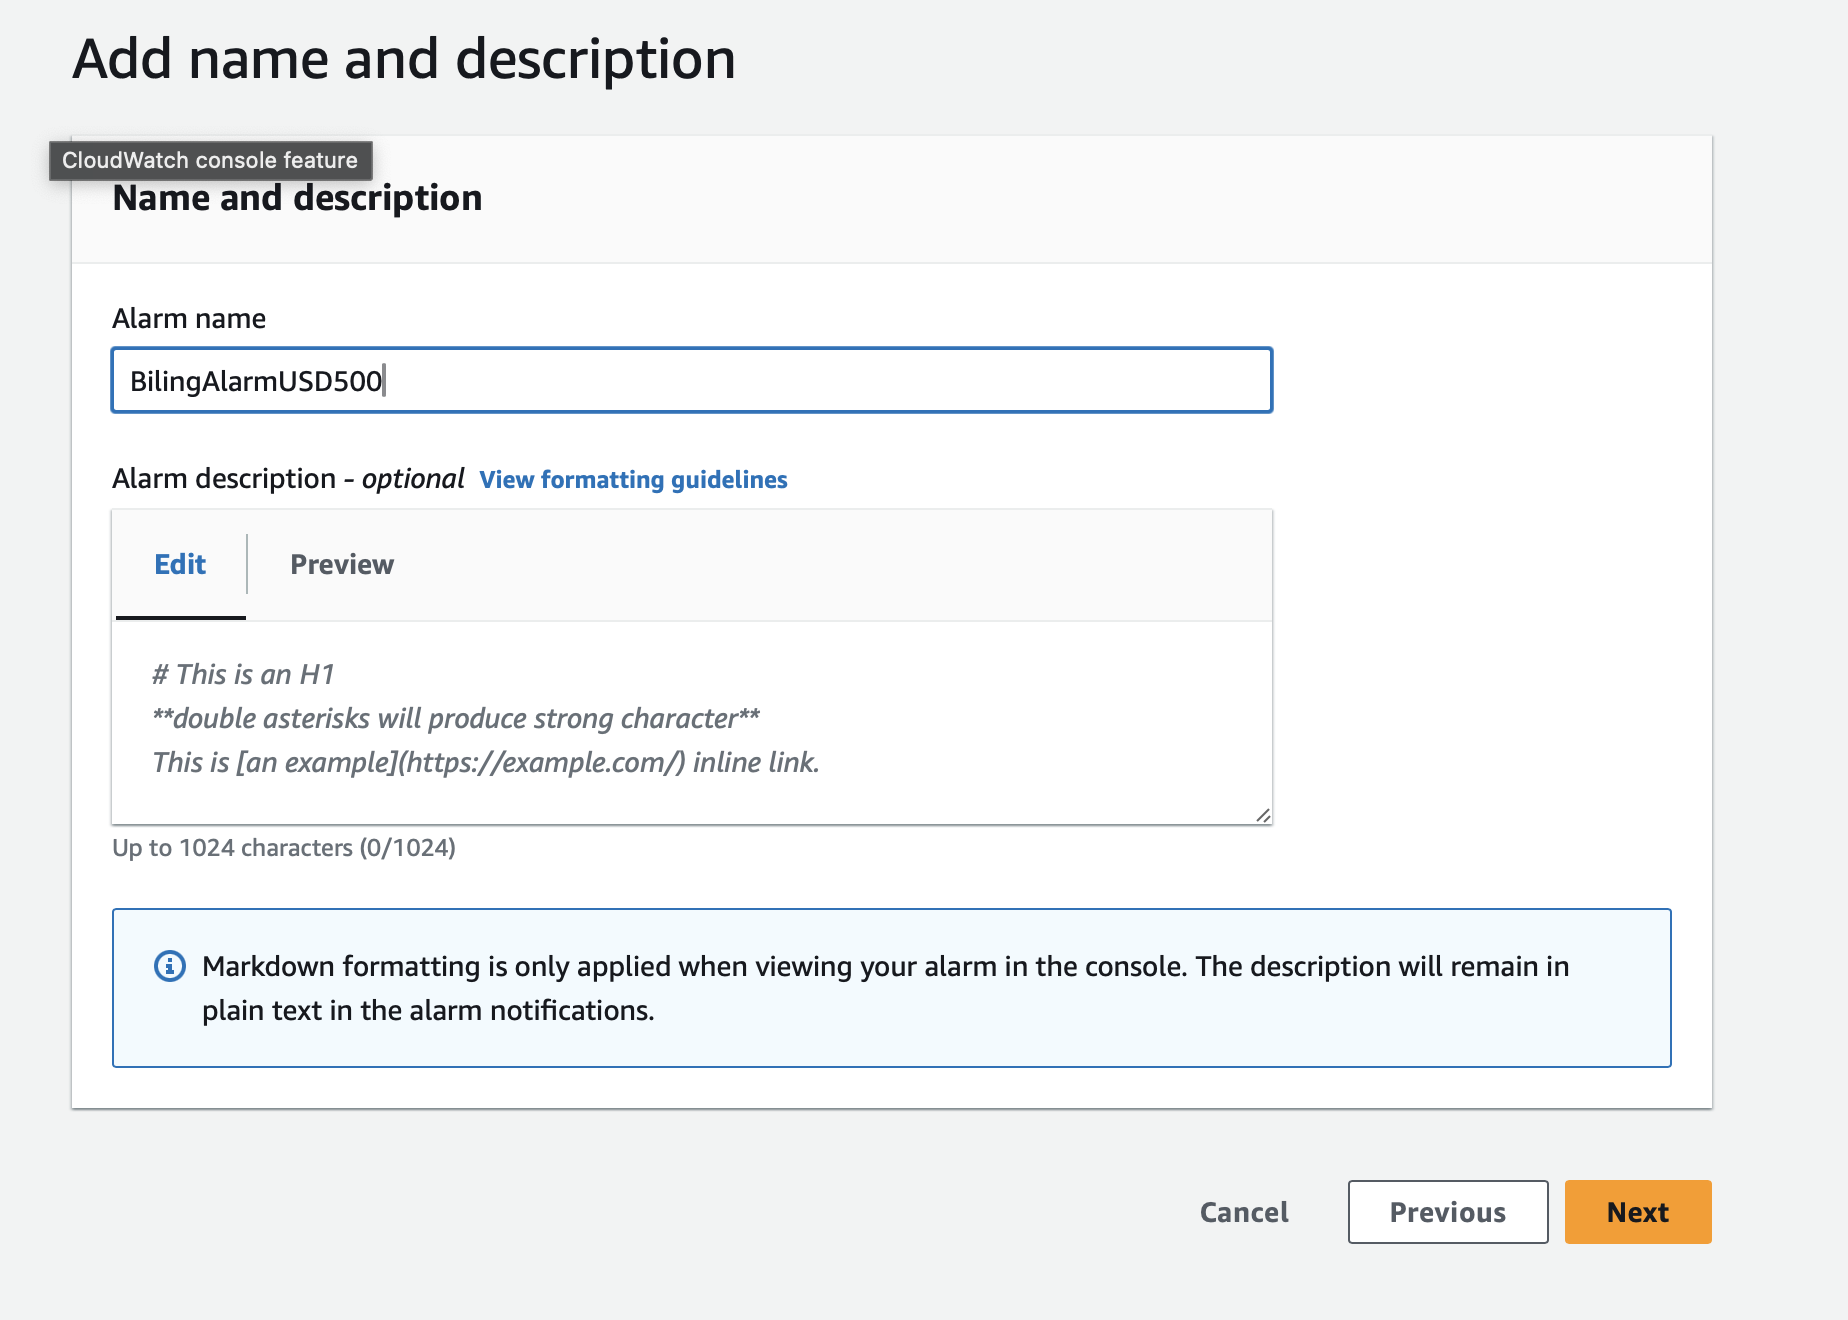 Add name and description
CloudWatch console feature
Name and description
Alarm name
BilingAlarmUSD500
Alarm description - optional View formatting guidelines
Edit Preview
# This is an H1
**double asterisks will produce strong character**
This is [an example](https://example.com/) inline link.
Up to 1024 characters (0/1024)
Markdown formatting is only applied when viewing your alarm in the console. The description will remain in
plain text in the alarm notifications.
Cancel Previous Next